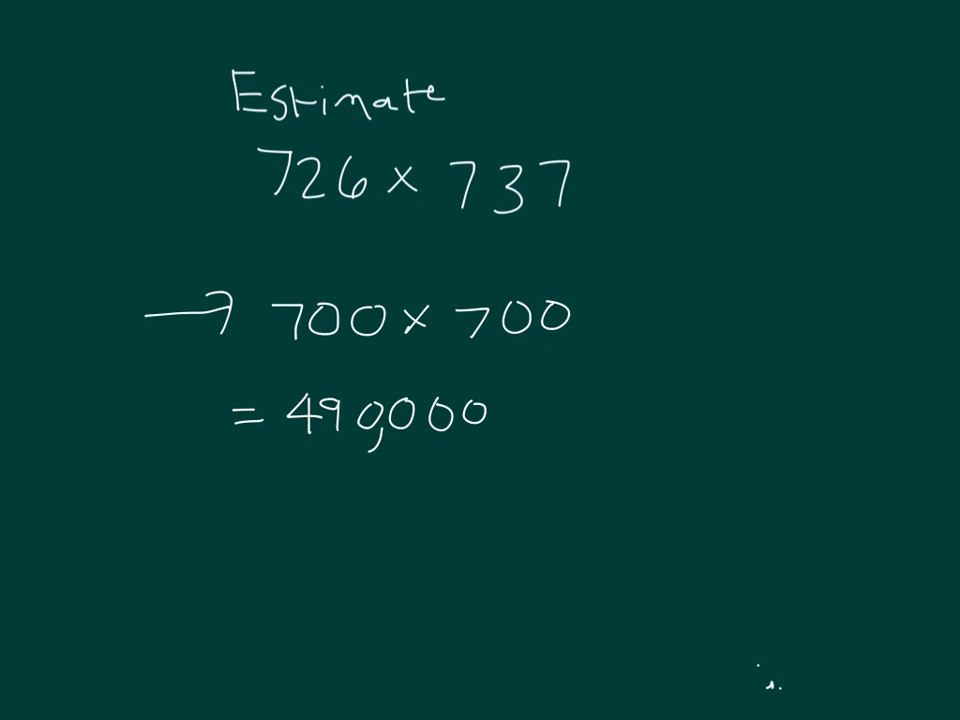 Estimate
726 × 737
→ 700 × 700
= 490,000